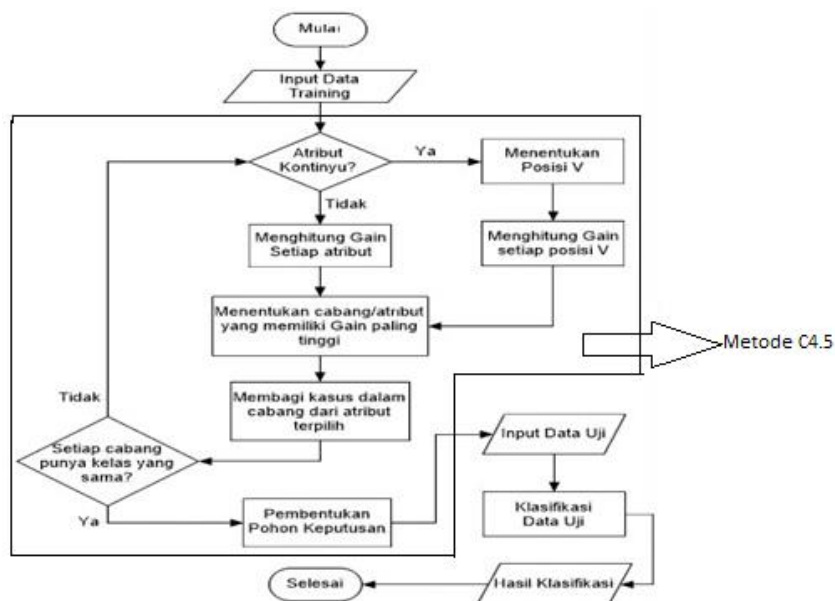 Mulai
Input Data
Training
Atribut
Kontinyu?
Ya
Menentukan
Posisi V
Tidak
Menghitung Gain
Setiap atribut
Menghitung Gain
setiap posisi V
Menentukan cabang/atribut
yang memiliki Gain paling
tinggi
Metode C4.5
Membagi kasus dalam
cabang dari atribut
terpilih
Tidak
Setiap cabang
punya kelas yang
sama?
Ya
Pembentukan
Pohon Keputusan
Input Data Uji
Klasifikasi
Data Uji
Hasil Klasifikasi
Selesai